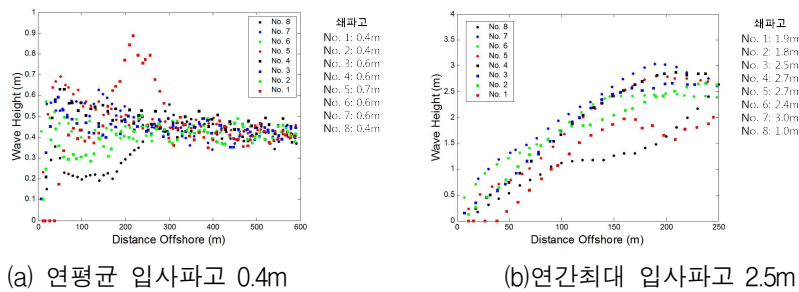 No. 8
No. 7
No. 6
No. 5
No. 4
No. 3
No. 2
No. 1
1
0.9
0.8
0.7
0.6
0.5
0.4
0.3
0.2
0.1
0
Wave Height (m)
0 100 200 300 400 500 600
Distance Offshore (m)
쇄파고
No. 1: 0.4m
No. 2: 0.4m
No. 3: 0.6m
No. 4: 0.6m
No. 5: 0.7m
No. 6: 0.6m
No. 7: 0.6m
No. 8: 0.4m
(a) 연평균 입사파고 0.4m
No. 8
No. 7
No. 6
No. 5
No. 4
No. 3
No. 2
No. 1
4
3.5
3
2.5
2
1.5
1
0.5
0
Wave Height (m)
0 50 100 150 200 250
Distance Offshore (m)
쇄파고
No. 1: 1.9m
No. 2: 1.8m
No. 3: 2.5m
No. 4: 2.7m
No. 5: 2.7m
No. 6: 2.4m
No. 7: 3.0m
No. 8: 1.0m
(b)연간최대 입사파고 2.5m